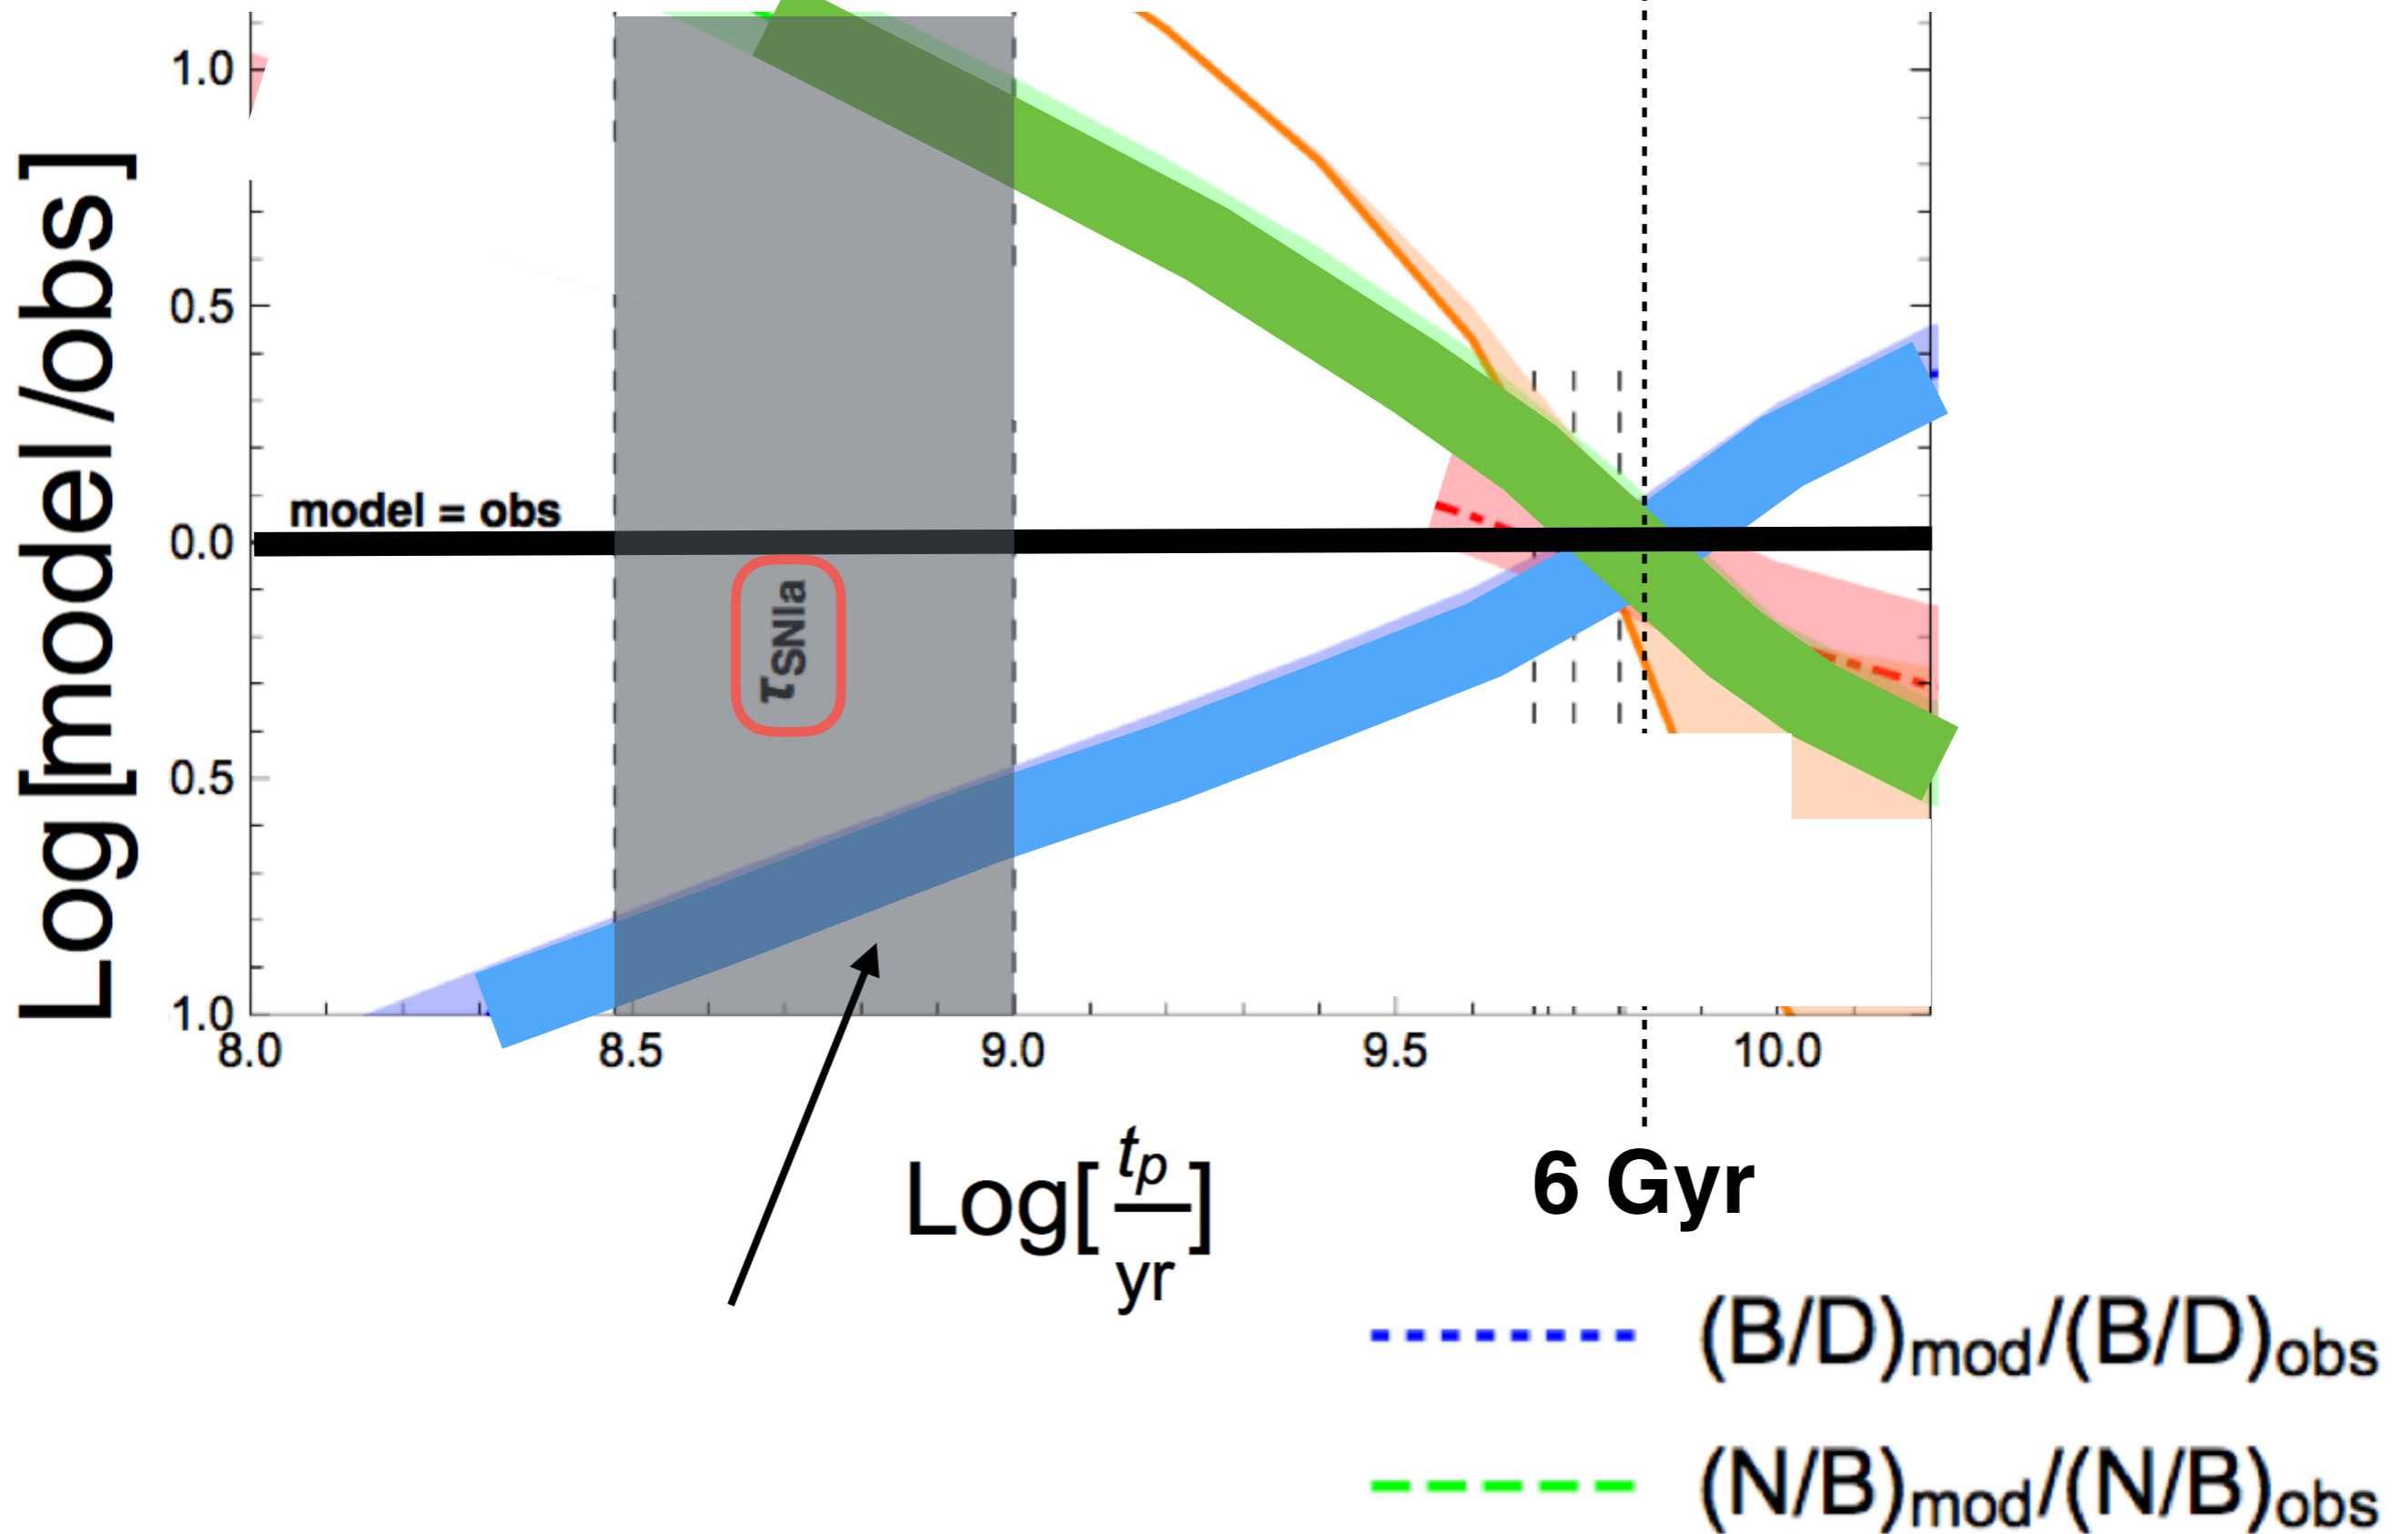 Log[model/obs]
1.0
0.5
model = obs
0.0
τSNIa
0.5
1.0
8.0 8.5 9.0 9.5 10.0
Log[tp/yr]
6 Gyr
(B/D)mod/(B/D)obs
(N/B)mod/(N/B)obs